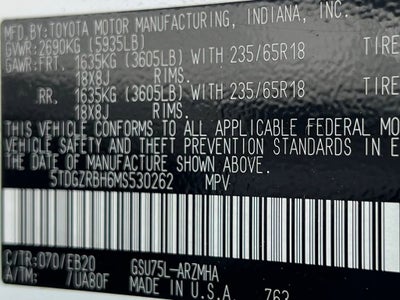 MFD.BY:TOYOTA MOTOR MANUFACTURING, INDIANA, INC.
GVWR:2690KG (5935LB)
GAWR:FRT. 1635KG (3605LB) WITH 235/65R18 TIRE
18X8J RIMS.
RR. 1635KG (3605LB) WITH 235/65R18 TIRE
18X8J RIMS.
THIS VEHICLE CONFORMS TO ALL APPLICABLE FEDERAL MO
VEHICLE SAFETY AND THEFT PREVENTION STANDARDS IN E
THE DATE OF MANUFACTURE SHOWN ABOVE.
5TDGZRBH6MS530262 MPV
C/TR:070/EB20 GSU75L-ARZMHA
A/TM: /UA80F MADE IN U.S.A. 762